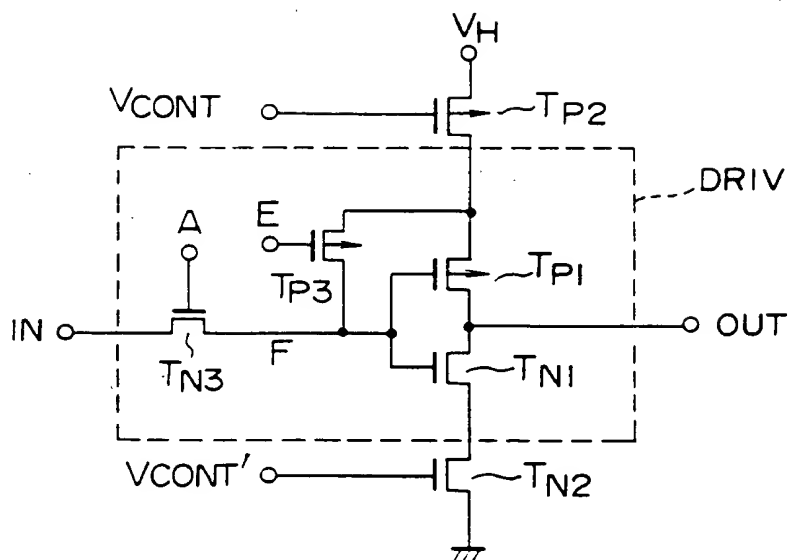 VH
VCONT
TP2
DRIV
A
E
TP3
TP1
IN
F
OUT
TN3
TN1
VCONT'
TN2